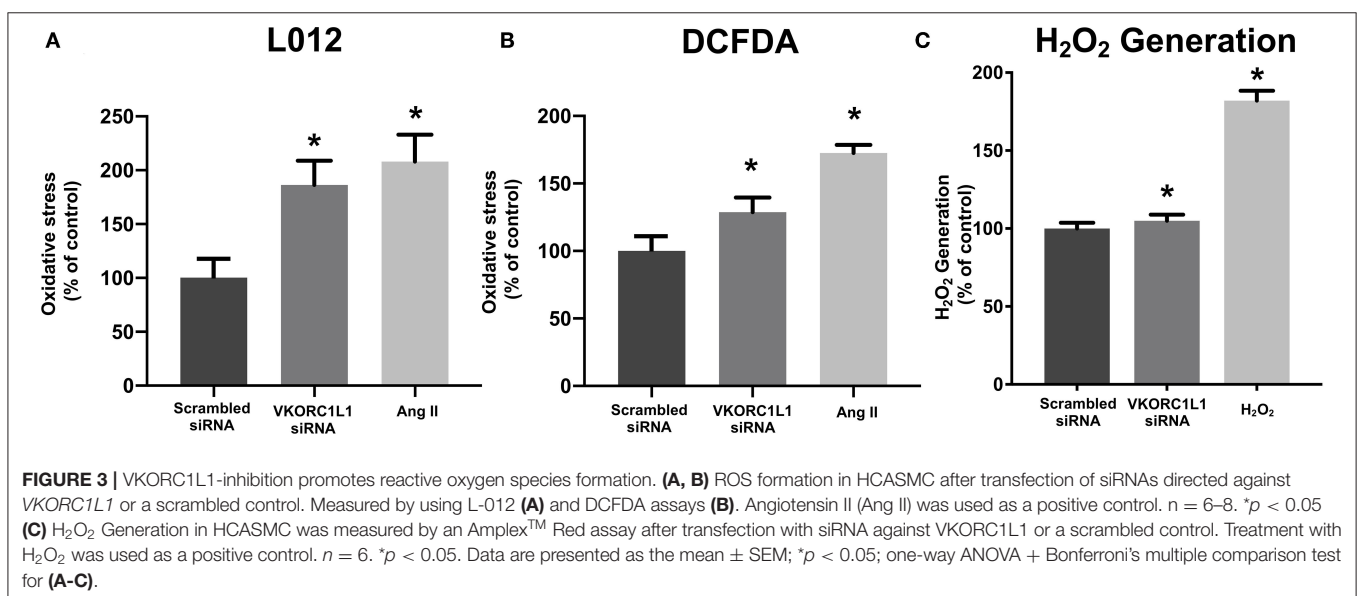 A
L012
Oxidative stress
(% of control)
250
200
150
100
50
0
*
*
Scrambled
siRNA
VKORC1L1
siRNA
Ang II
B
DCFDA
Oxidative stress
(% of control)
200
150
100
50
0
*
*
Scrambled
siRNA
VKORC1L1
siRNA
Ang II
C
H₂O₂ Generation
H₂O₂ Generation
(% of control)
200
150
100
50
0
*
*
Scrambled
siRNA
VKORC1L1
siRNA
H₂O₂
FIGURE 3 | VKORC1L1-inhibition promotes reactive oxygen species formation. (A, B) ROS formation in HCASMC after transfection of siRNAs directed against
VKORC1L1 or a scrambled control. Measured by using L-012 (A) and DCFDA assays (B). Angiotensin II (Ang II) was used as a positive control. n = 6–8. *p < 0.05
(C) H₂O₂ Generation in HCASMC was measured by an Amplex™ Red assay after transfection with siRNA against VKORC1L1 or a scrambled control. Treatment with
H₂O₂ was used as a positive control. n = 6. *p < 0.05. Data are presented as the mean ± SEM; *p < 0.05; one-way ANOVA + Bonferroni's multiple comparison test
for (A-C).